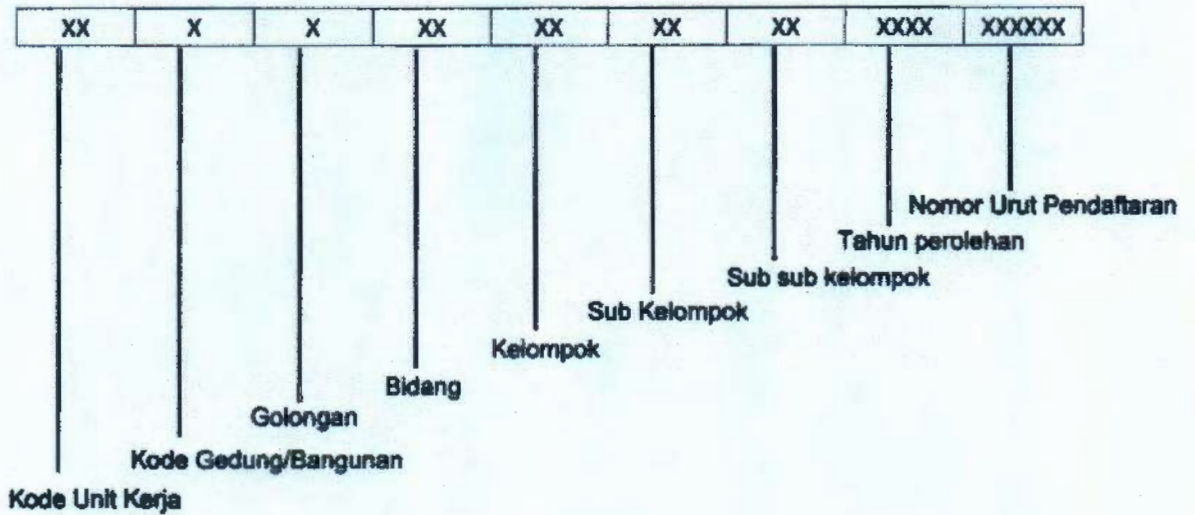 XX X X XX XX XX XX XXXX XXXXXX
Nomor Urut Pendaftaran
Tahun perolehan
Sub sub kelompok
Sub Kelompok
Kelompok
Bidang
Golongan
Kode Gedung/Bangunan
Kode Unit Kerja